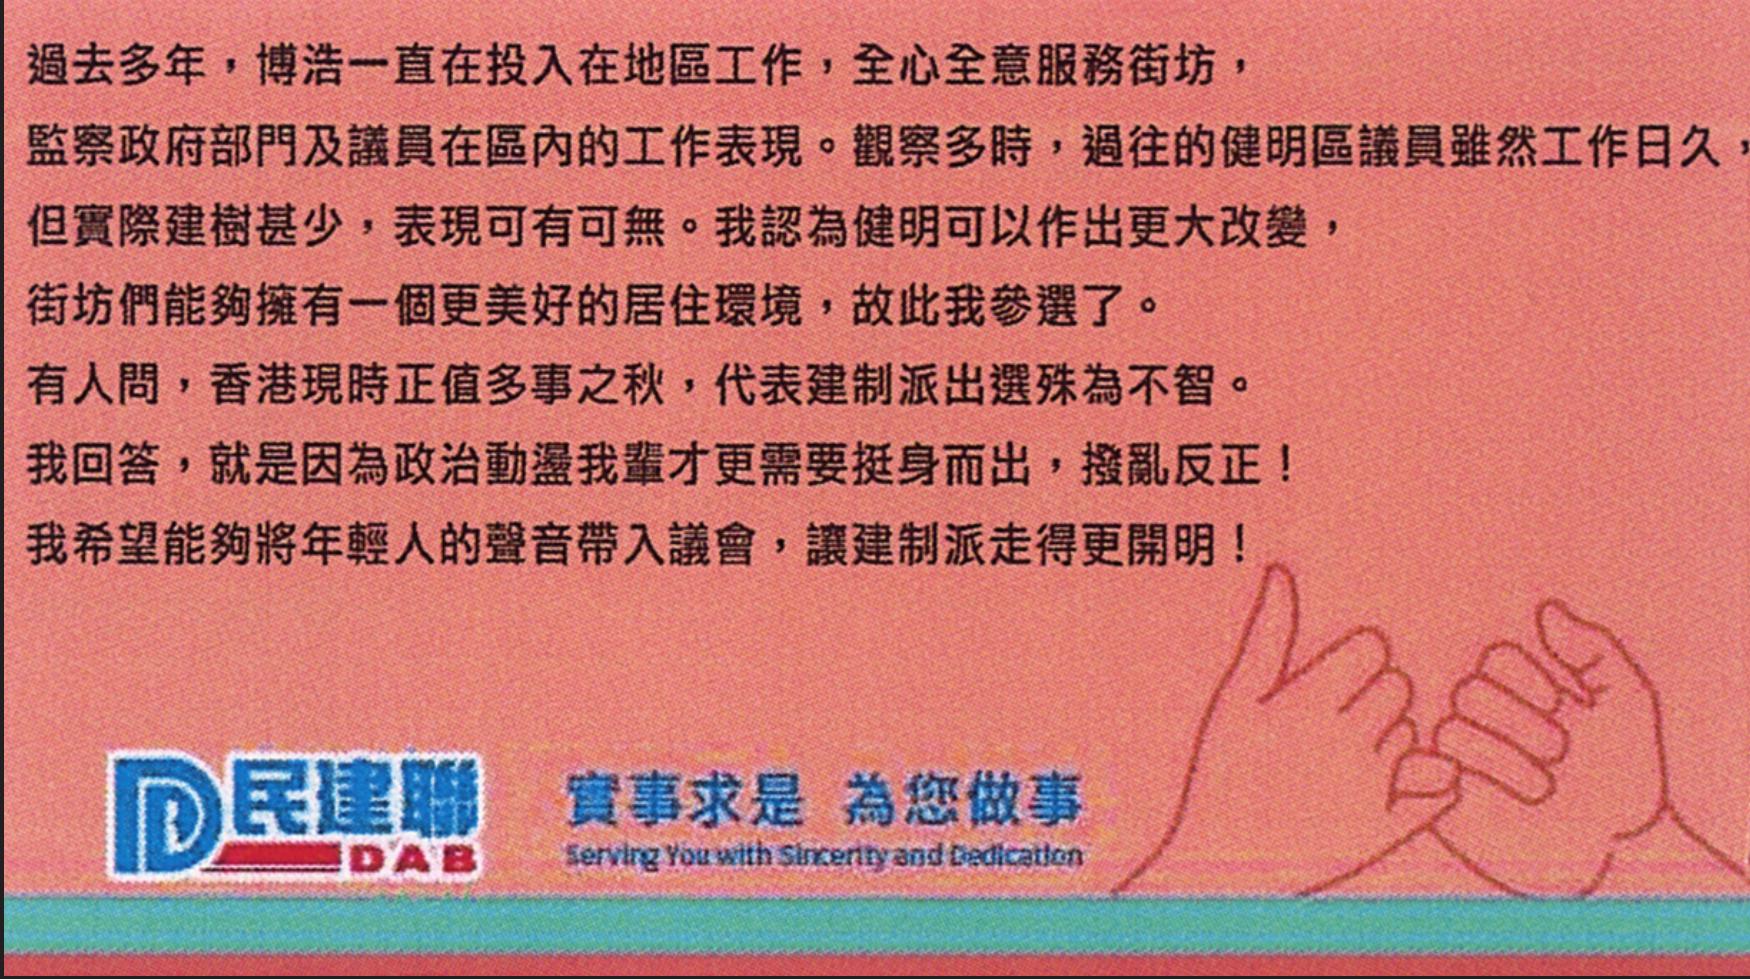 過去多年，博浩一直在投入在地區工作，全心全意服務街坊，
監察政府部門及議員在區內的工作表現。觀察多時，過往的健明區議員雖然工作日久，
但實際建樹甚少，表現可有可無。我認為健明可以作出更大改變，
街坊們能夠擁有一個更美好的居住環境，故此我參選了。
有人問，香港現時正值多事之秋，代表建制派出選殊為不智。
我回答，就是因為政治動盪我輩才更需要挺身而出，撥亂反正！
我希望能夠將年輕人的聲音帶入議會，讓建制派走得更開明！
民建聯
DAB
實事求是 為您做事
Serving You with Sincerity and Dedication